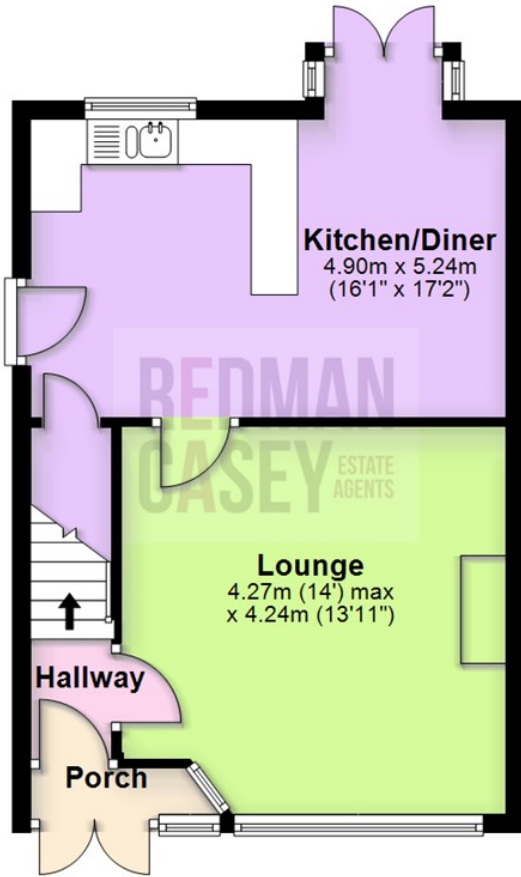 Kitchen/Diner
4.90m x 5.24m
(16'1" x 17'2")
REDMAN
CASEY ESTATE AGENTS
Lounge
4.27m (14') max
x 4.24m (13'11")
Hallway
Porch